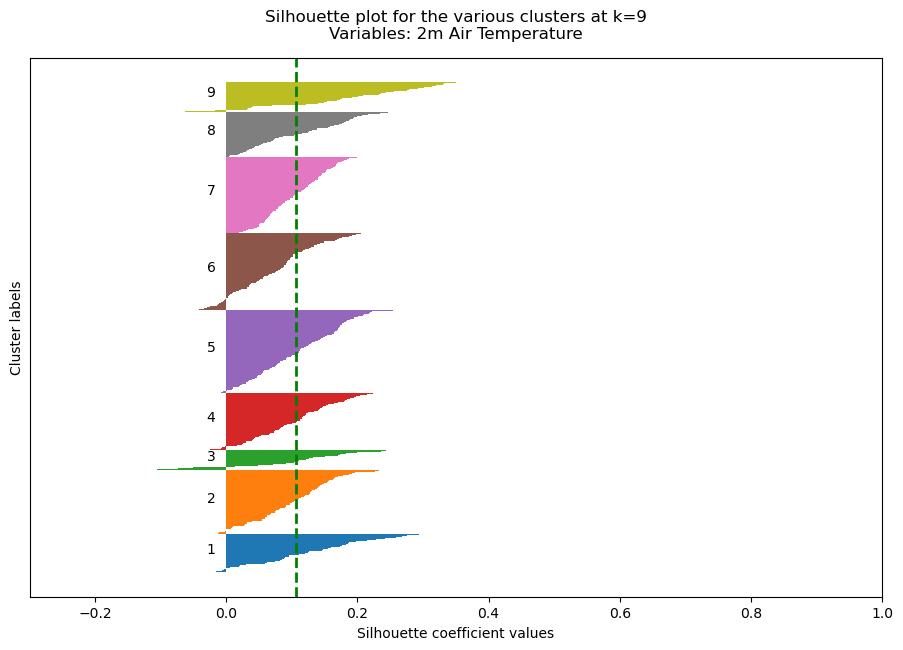 Silhouette plot for the various clusters at k=9
Variables: 2m Air Temperature
9
8
7
6
5
4
3
2
1
Cluster labels
−0.2 0.0 0.2 0.4 0.6 0.8 1.0
Silhouette coefficient values